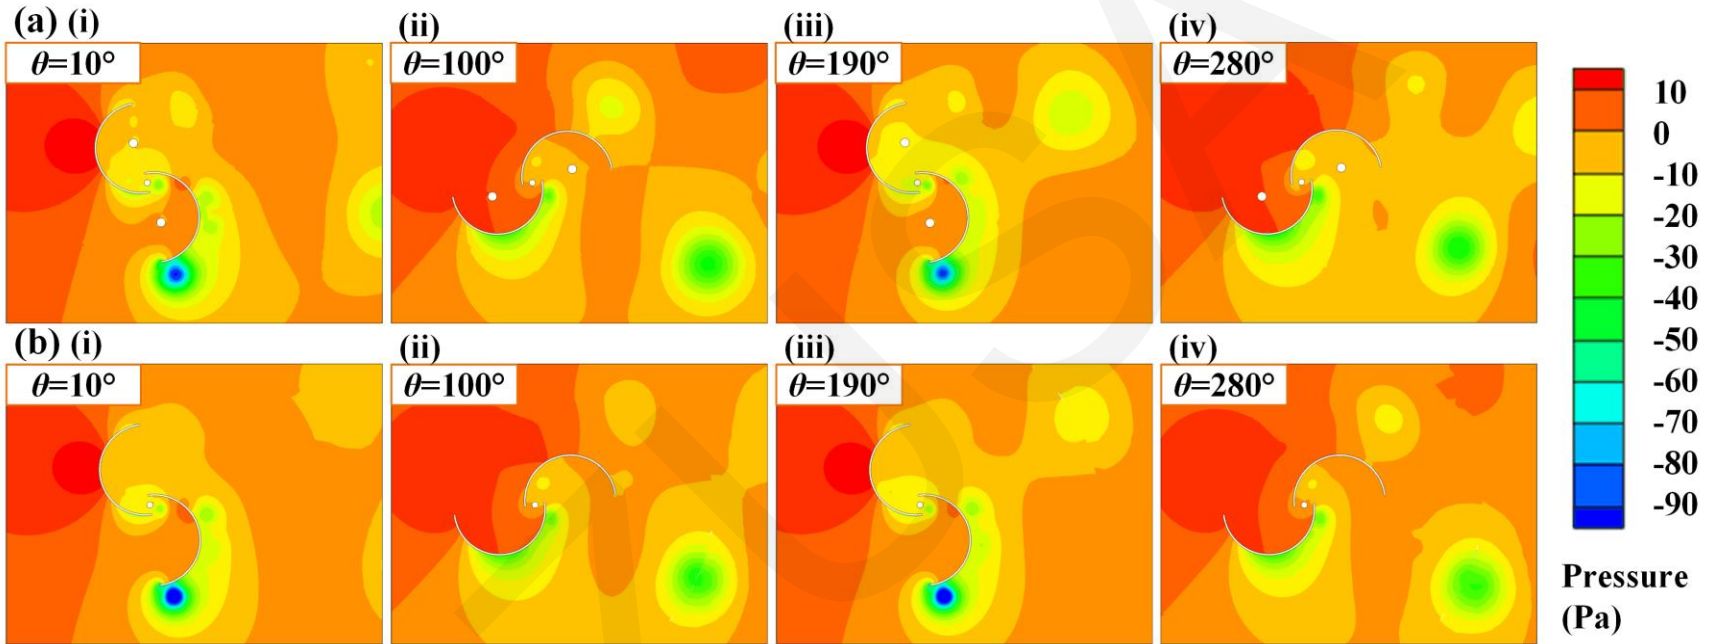 (a) (i)
(ii)
(iii)
(iv)
θ=10°
θ=100°
θ=190°
θ=280°
(b) (i)
(ii)
(iii)
(iv)
θ=10°
θ=100°
θ=190°
θ=280°
10
0
-10
-20
-30
-40
-50
-60
-70
-80
-90
Pressure
(Pa)